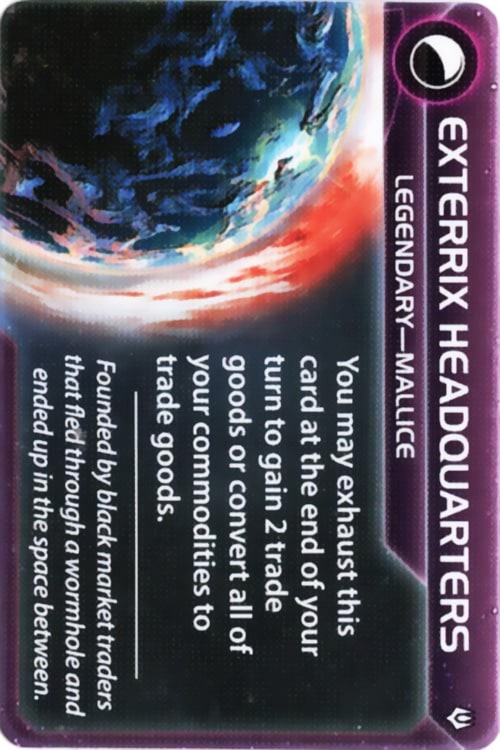 EXTERRIX HEADQUARTERS
LEGENDARY—MALLICE
You may exhaust this
card at the end of your
turn to gain 2 trade
goods or convert all of
your commodities to
trade goods.
Founded by black market traders
that fled through a wormhole and
ended up in the space between.